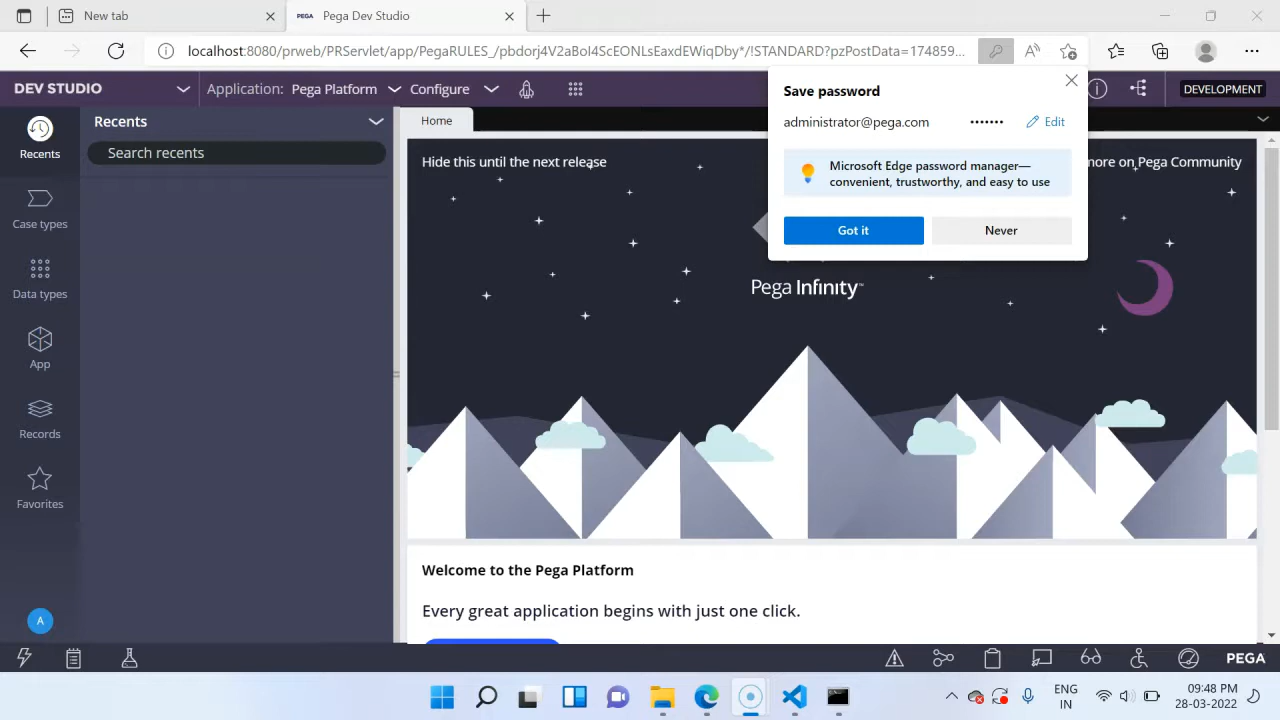 New tab
PEGA Pega Dev Studio
localhost:8080/prweb/PRServlet/app/PegaRULES_/pbdorj4V2aBoI4ScEONLsEaxdEWiqDby*/!STANDARD?pzPostData=174859...
DEV STUDIO
Application: Pega Platform
Configure
DEVELOPMENT
Save password
administrator@pega.com
•••••••
Edit
Microsoft Edge password manager—
convenient, trustworthy, and easy to use
Got it
Never
Recents
Search recents
Recents
Case types
Data types
App
Records
Favorites
A
Home
Hide this until the next release
more on Pega Community
Pega Infinity™
Welcome to the Pega Platform
Every great application begins with just one click.
PEGA
ENG
IN
09:48 PM
28-03-2022